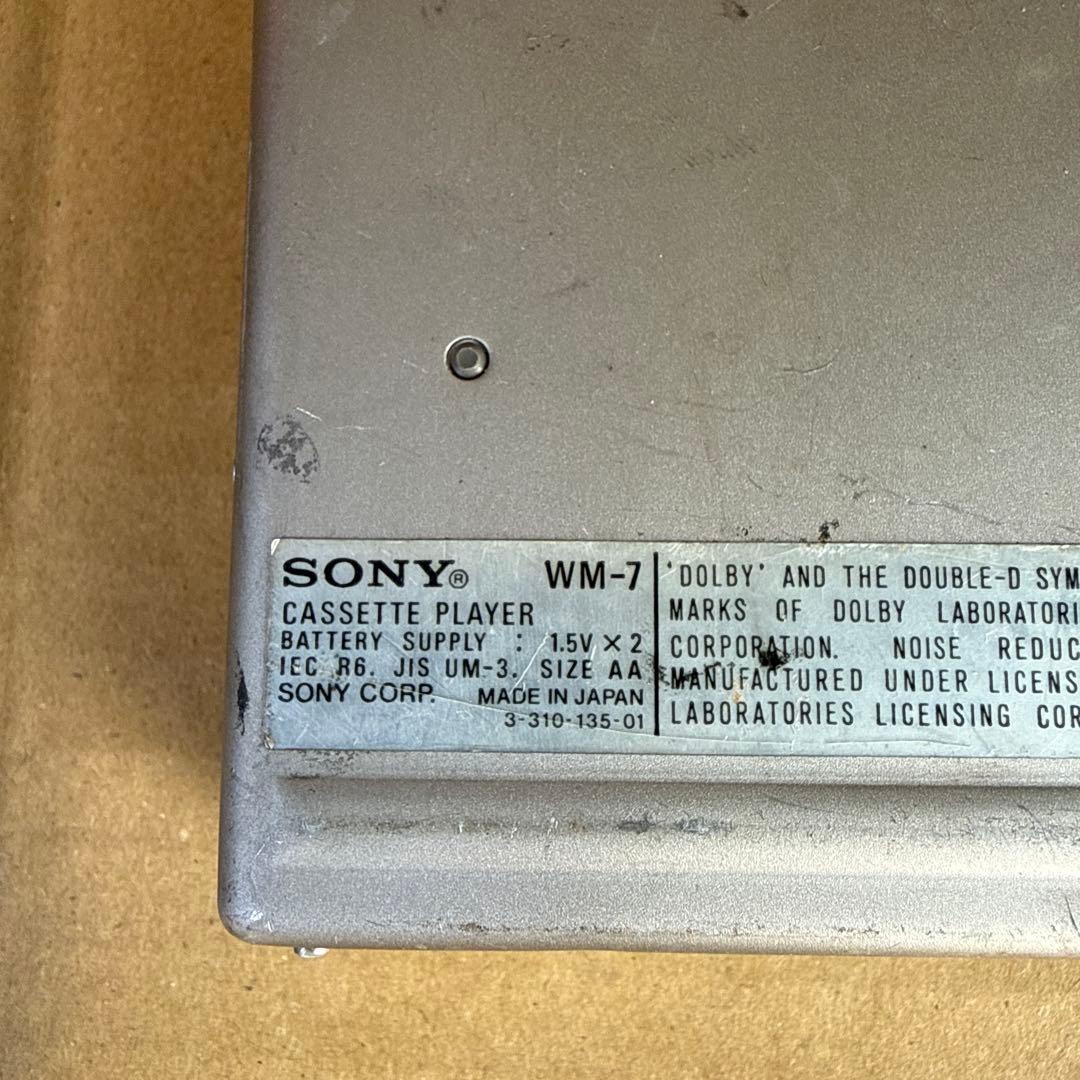 SONY® WM-7
CASSETTE PLAYER
BATTERY SUPPLY : 1.5V × 2
IEC R6. JIS UM-3. SIZE AA
SONY CORP. MADE IN JAPAN
3-310-135-01
'DOLBY' AND THE DOUBLE-D SYM
MARKS OF DOLBY LABORATORI
CORPORATION. NOISE REDUC
MANUFACTURED UNDER LICENS
LABORATORIES LICENSING COR